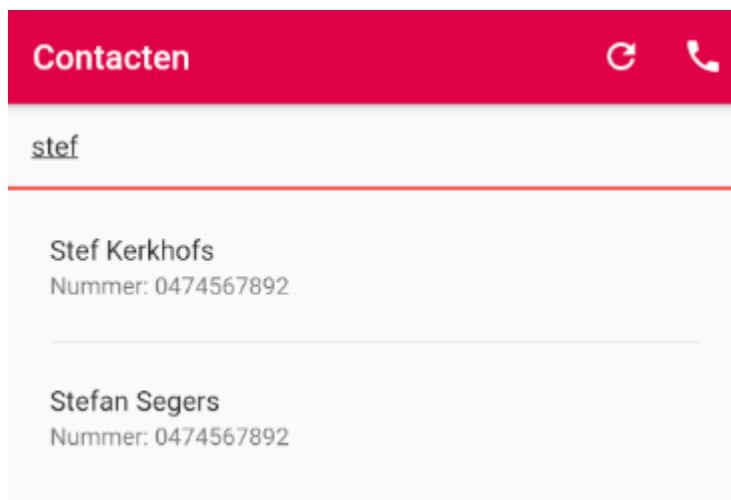 Contacten
stef
Stef Kerkhofs
Nummer: 0474567892
Stefan Segers
Nummer: 0474567892